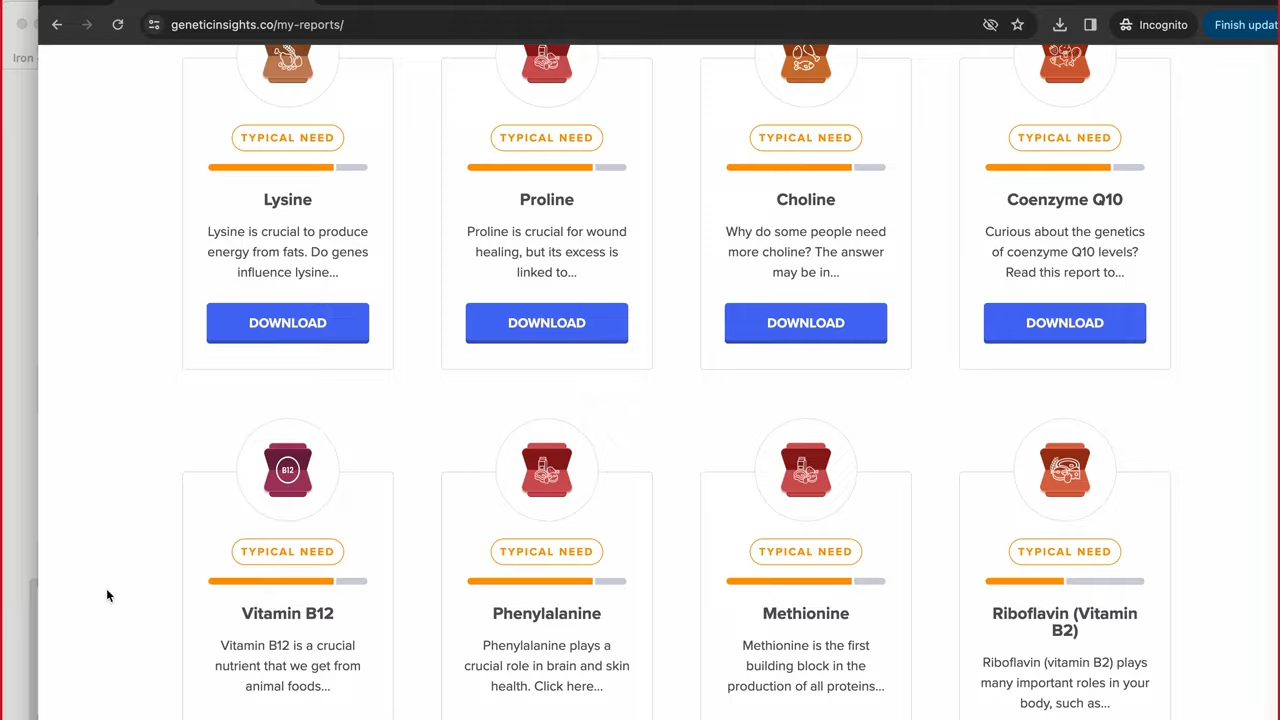 geneticinsights.co/my-reports/
Incognito
Finish updat
Iron
TYPICAL NEED
Lysine
Lysine is crucial to produce
energy from fats. Do genes
influence lysine...
DOWNLOAD
TYPICAL NEED
Proline
Proline is crucial for wound
healing, but its excess is
linked to...
DOWNLOAD
TYPICAL NEED
Choline
Why do some people need
more choline? The answer
may be in...
DOWNLOAD
TYPICAL NEED
Coenzyme Q10
Curious about the genetics
of coenzyme Q10 levels?
Read this report to...
DOWNLOAD
B12
TYPICAL NEED
Vitamin B12
Vitamin B12 is a crucial
nutrient that we get from
animal foods...
TYPICAL NEED
Phenylalanine
Phenylalanine plays a
crucial role in brain and skin
health. Click here...
TYPICAL NEED
Methionine
Methionine is the first
building block in the
production of all proteins...
TYPICAL NEED
Riboflavin (Vitamin
B2)
Riboflavin (vitamin B2) plays
many important roles in your
body, such as...